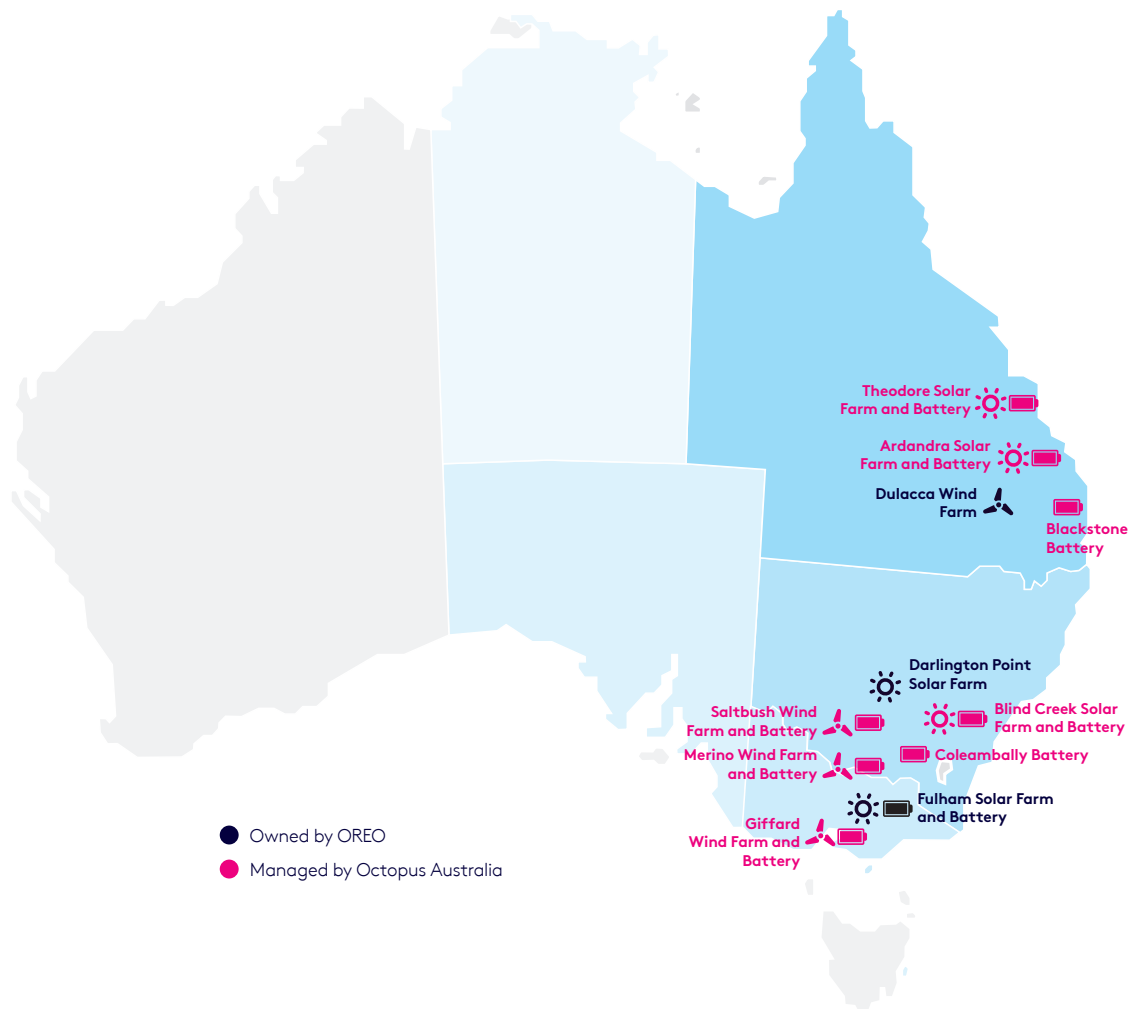 Theodore Solar
Farm and Battery
Ardandra Solar
Farm and Battery
Dulacca Wind
Farm
Blackstone
Battery
Darlington Point
Solar Farm
Saltbush Wind
Farm and Battery
Blind Creek Solar
Farm and Battery
Merino Wind Farm
and Battery
Coleambally Battery
Fulham Solar Farm
and Battery
Giffard
Wind Farm and
Battery
Owned by OREO
Managed by Octopus Australia